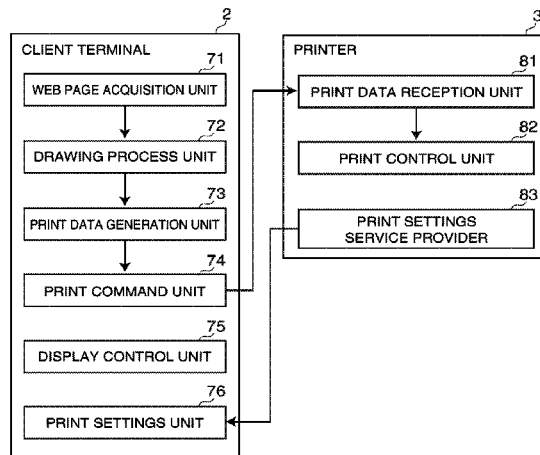 2
CLIENT TERMINAL
71
WEB PAGE ACQUISITION UNIT
72
DRAWING PROCESS UNIT
73
PRINT DATA GENERATION UNIT
74
PRINT COMMAND UNIT
75
DISPLAY CONTROL UNIT
76
PRINT SETTINGS UNIT
3
PRINTER
81
PRINT DATA RECEPTION UNIT
82
PRINT CONTROL UNIT
83
PRINT SETTINGS
SERVICE PROVIDER